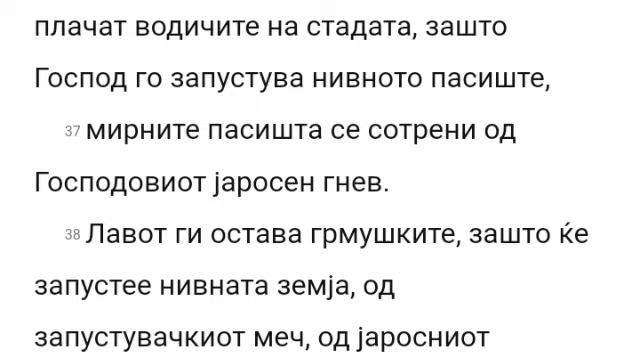 плачат водичите на стадата, зашто
Господ го запустува нивното пасиште,
37 мирните пасишта се сотрени од
Господовиот јаросен гнев.
38 Лавот ги остава грмушките, зашто ќе
запустее нивната земја, од
запустувачкиот меч, од јаросниот